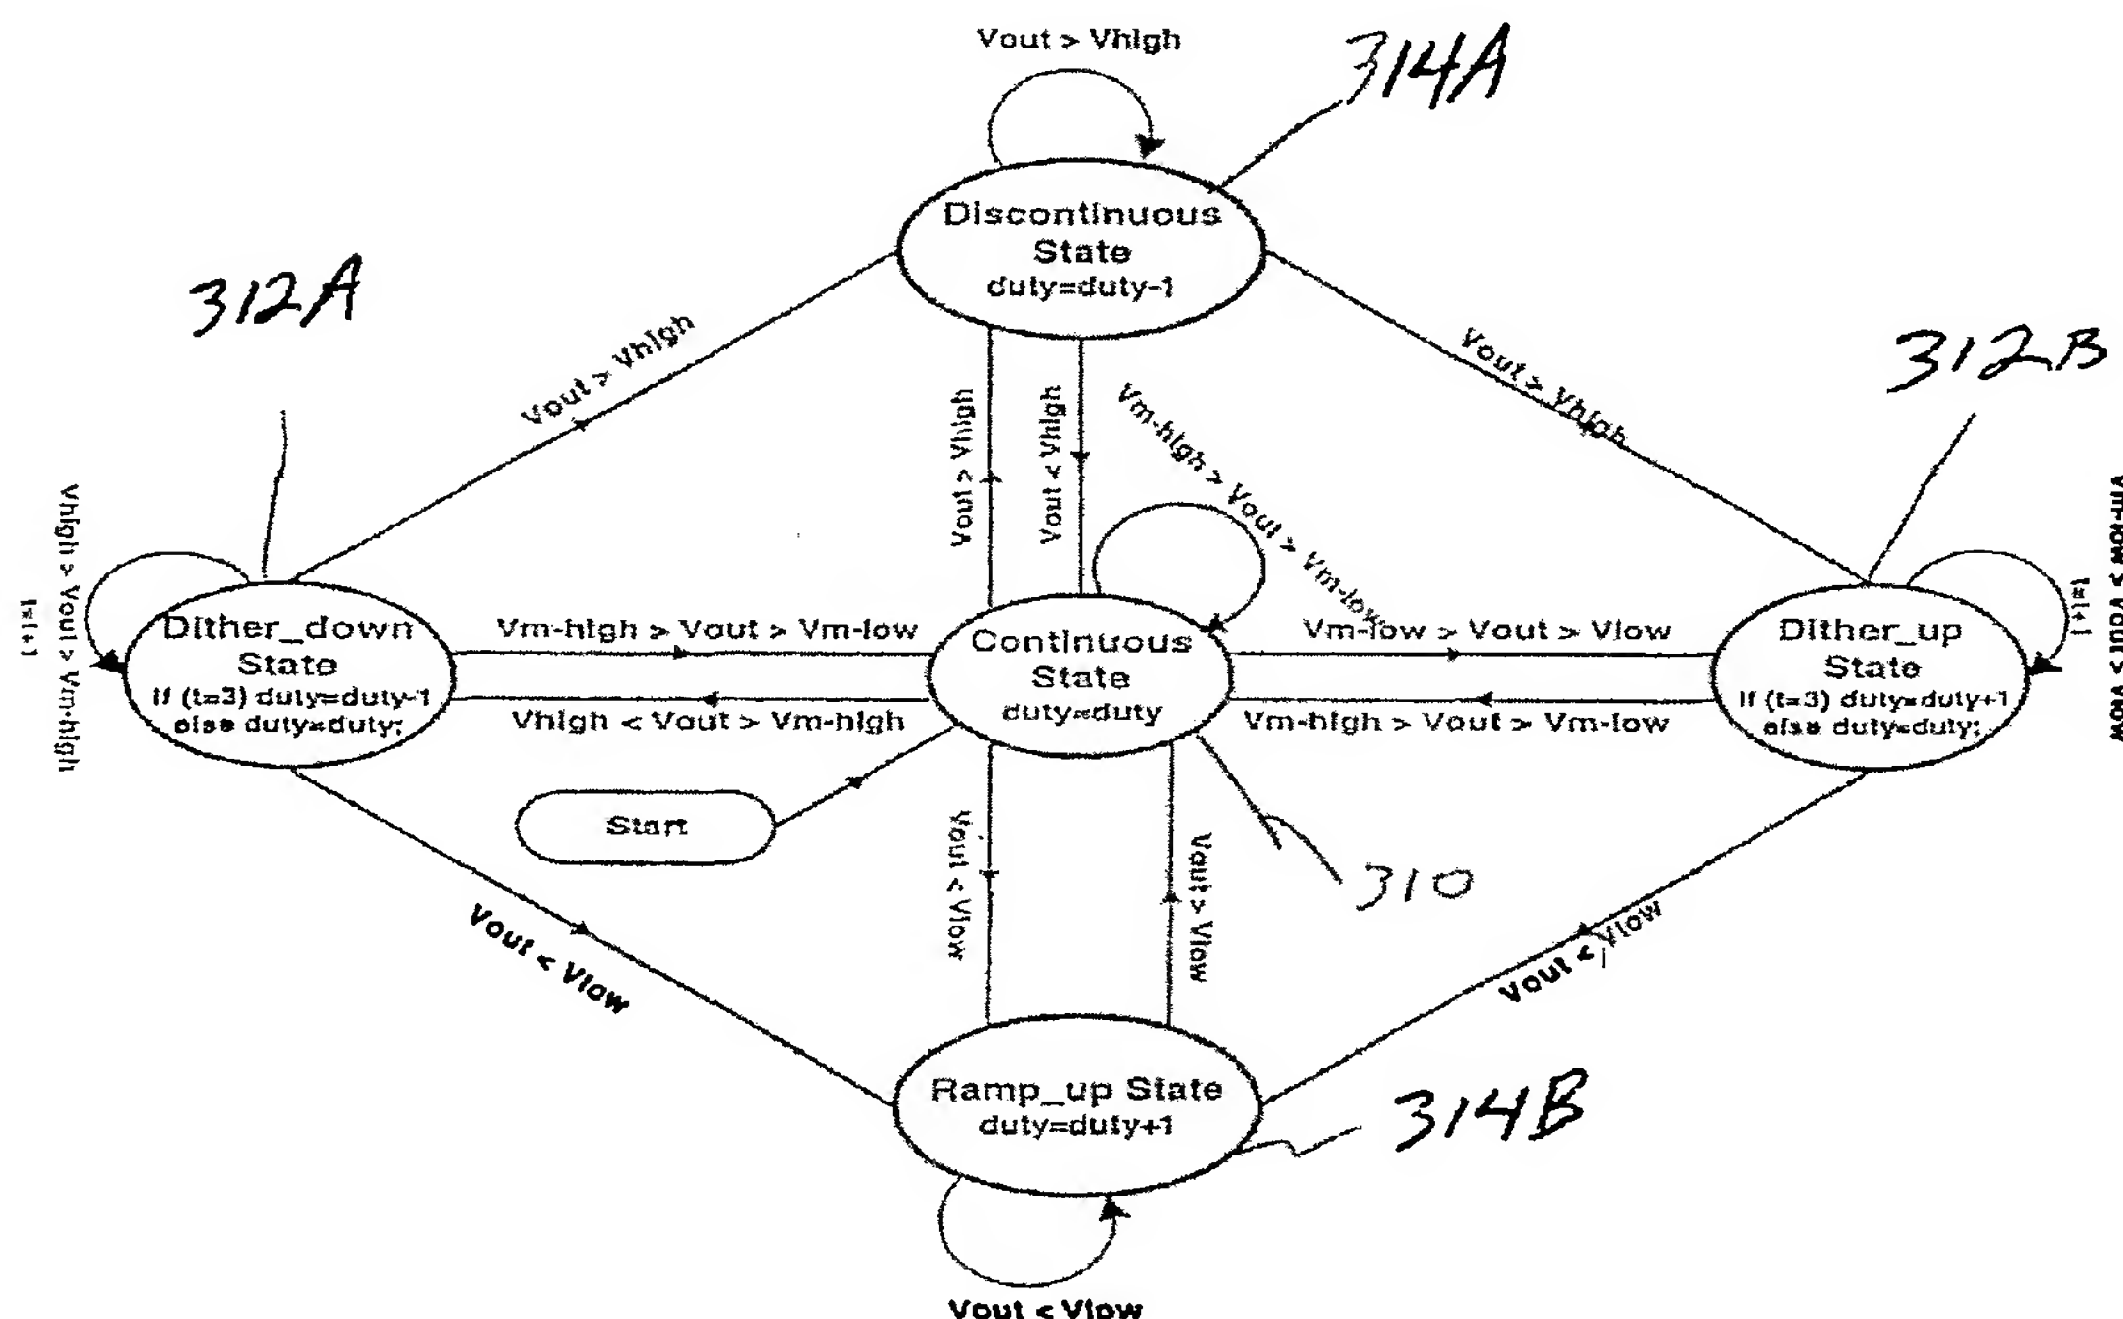 Vout > Vhigh
314A
Discontinuous
State
duty=duty-1
312A
Vout > Vhigh
Vout > Vhigh
312B
Vout > Vhigh
Vout < Vhigh
Vm-high > Vout > Vm-low
Vhigh > Vout > Vm-high
t=t+1
Dither_down
State
if (t=3) duty=duty-1
else duty=duty;
Vm-high > Vout > Vm-low
Vhigh < Vout > Vm-high
Continuous
State
duty=duty
Vm-low > Vout > Vlow
Vm-high > Vout > Vm-low
Dither_up
State
if (t=3) duty=duty+1
else duty=duty;
t=t+1
Vm-low > Vout > Vlow
Start
310
Vout < Vlow
Vout > Vlow
Vout < Vlow
Vout < Vlow
Ramp_up State
duty=duty+1
314B
Vout < Vlow